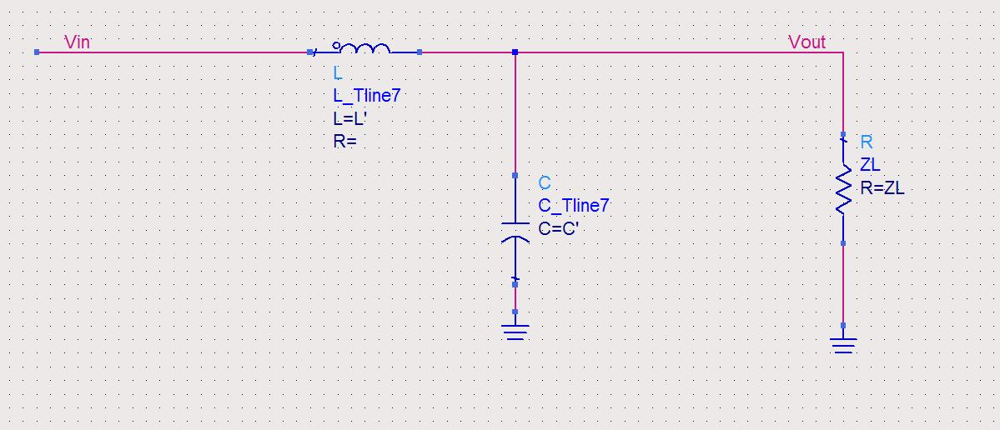 Vin
Vout
L
L_Tline7
L=L'
R=
R
ZL
R=ZL
C
C_Tline7
C=C'